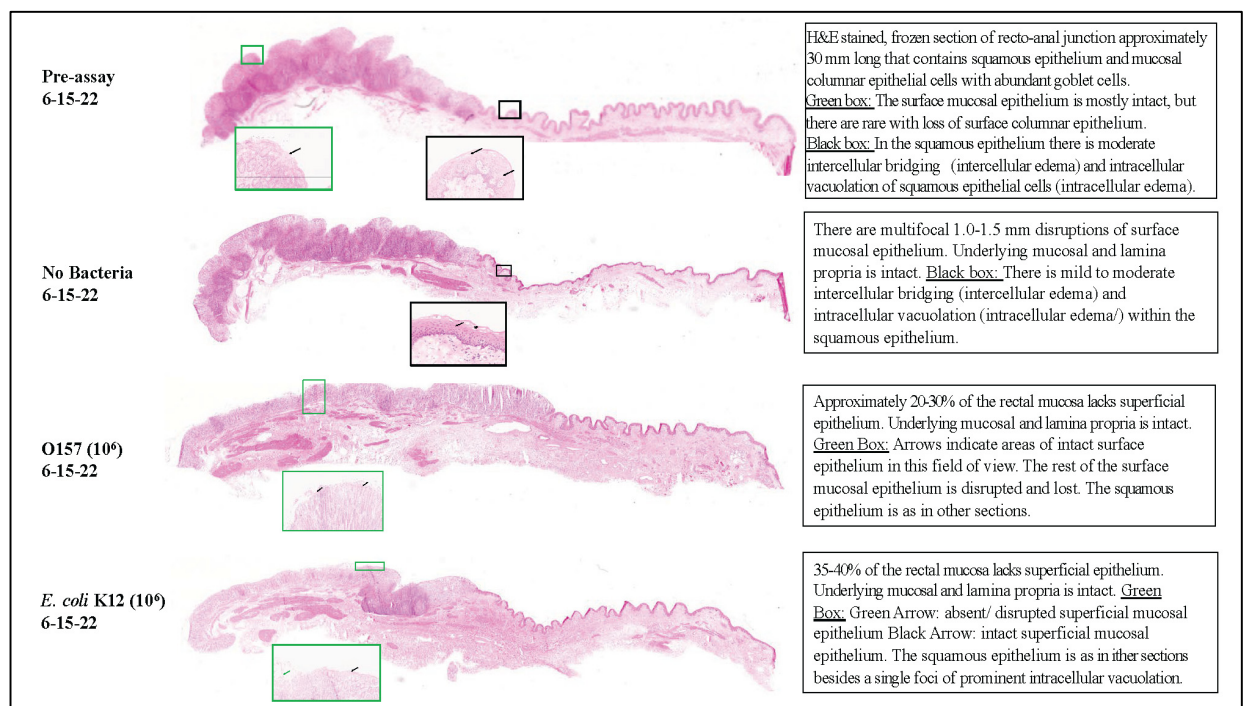 Pre-assay
6-15-22
H&E stained, frozen section of recto-anal junction approximately
30 mm long that contains squamous epithelium and mucosal
columnar epithelial cells with abundant goblet cells.
Green box: The surface mucosal epithelium is mostly intact, but
there are rare with loss of surface columnar epithelium.
Black box: In the squamous epithelium there is moderate
intercellular bridging (intercellular edema) and intracellular
vacuolation of squamous epithelial cells (intracellular edema).
No Bacteria
6-15-22
There are multifocal 1.0-1.5 mm disruptions of surface
mucosal epithelium. Underlying mucosal and lamina
propria is intact. Black box: There is mild to moderate
intercellular bridging (intercellular edema) and
intracellular vacuolation (intracellular edema/) within the
squamous epithelium.
O157 (10⁶)
6-15-22
Approximately 20-30% of the rectal mucosa lacks superficial
epithelium. Underlying mucosal and lamina propria is intact.
Green Box: Arrows indicate areas of intact surface
epithelium in this field of view. The rest of the surface
mucosal epithelium is disrupted and lost. The squamous
epithelium is as in other sections.
E. coli K12 (10⁶)
6-15-22
35-40% of the rectal mucosa lacks superficial epithelium.
Underlying mucosal and lamina propria is intact. Green
Box: Green Arrow: absent/ disrupted superficial mucosal
epithelium Black Arrow: intact superficial mucosal
epithelium. The squamous epithelium is as in ither sections
besides a single foci of prominent intracellular vacuolation.